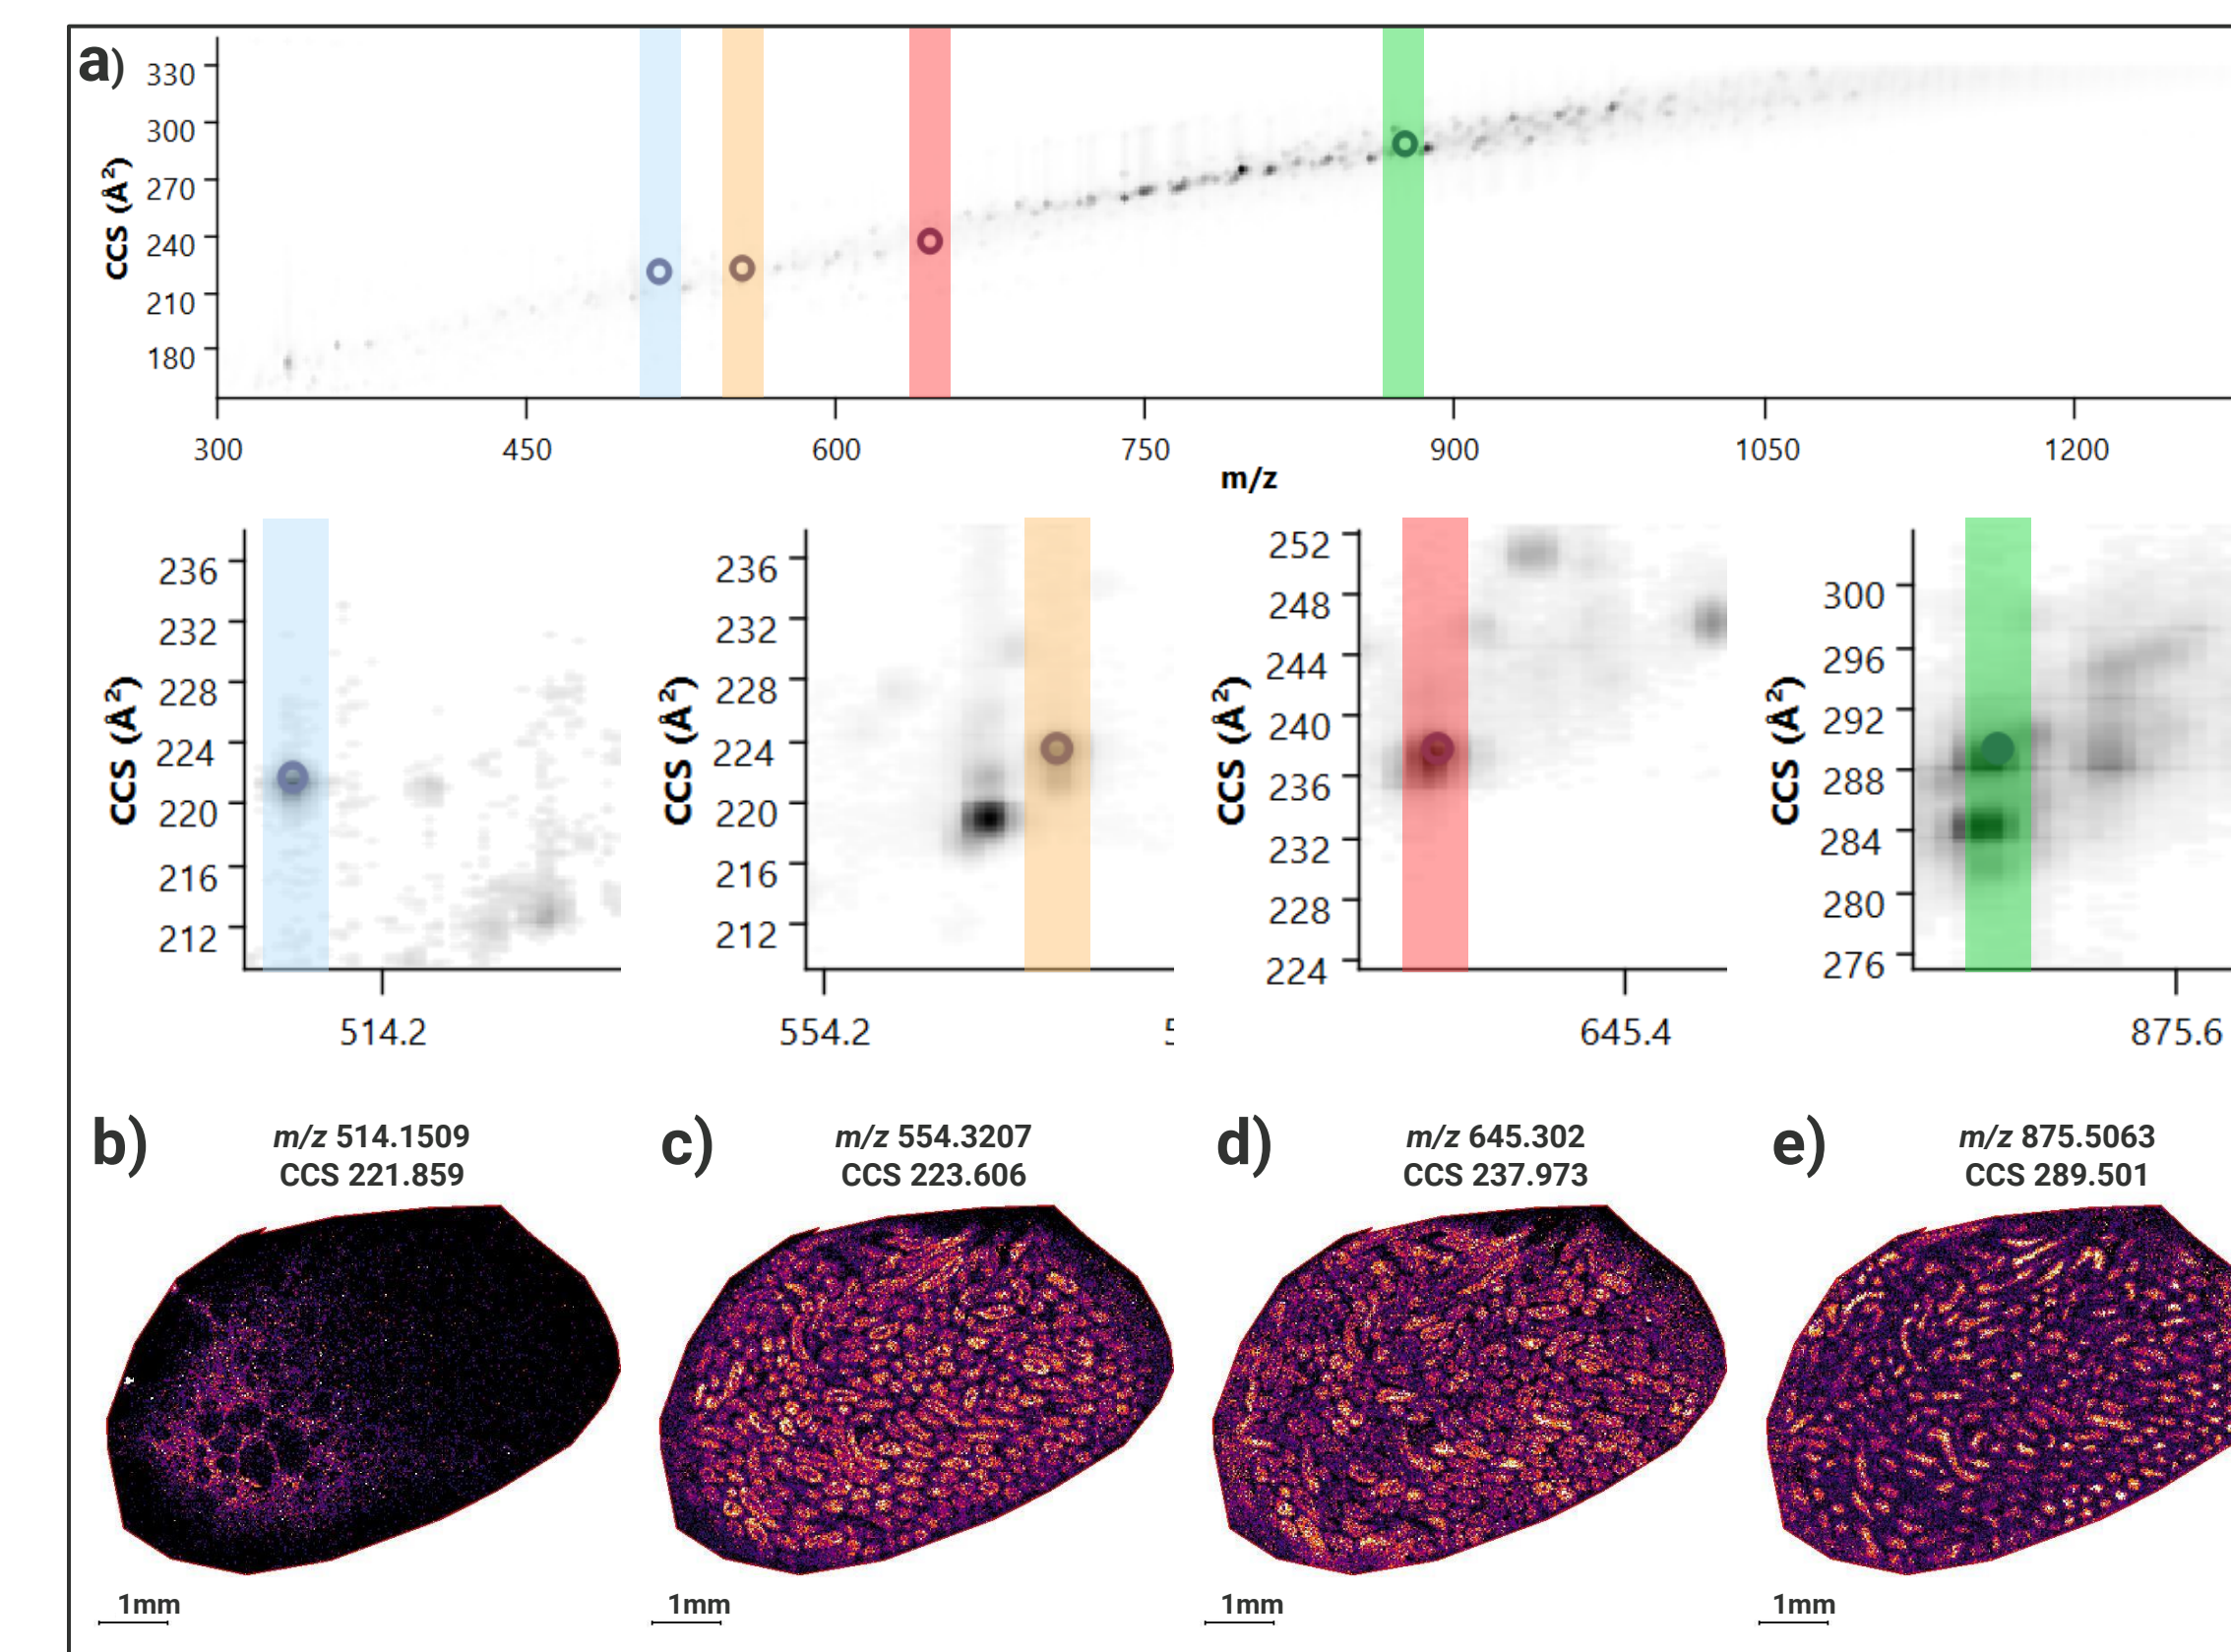 a)
CCS (Å²)
330
300
270
240
210
180
300 450 600 750 900 1050 1200
m/z
CCS (Å²)
236
232
228
224
220
216
212
514.2
CCS (Å²)
236
232
228
224
220
216
212
554.2 5
CCS (Å²)
252
248
244
240
236
232
228
224
645.4
CCS (Å²)
300
296
292
288
284
280
276
875.6
b)
m/z 514.1509
CCS 221.859
1mm
c)
m/z 554.3207
CCS 223.606
1mm
d)
m/z 645.302
CCS 237.973
1mm
e)
m/z 875.5063
CCS 289.501
1mm